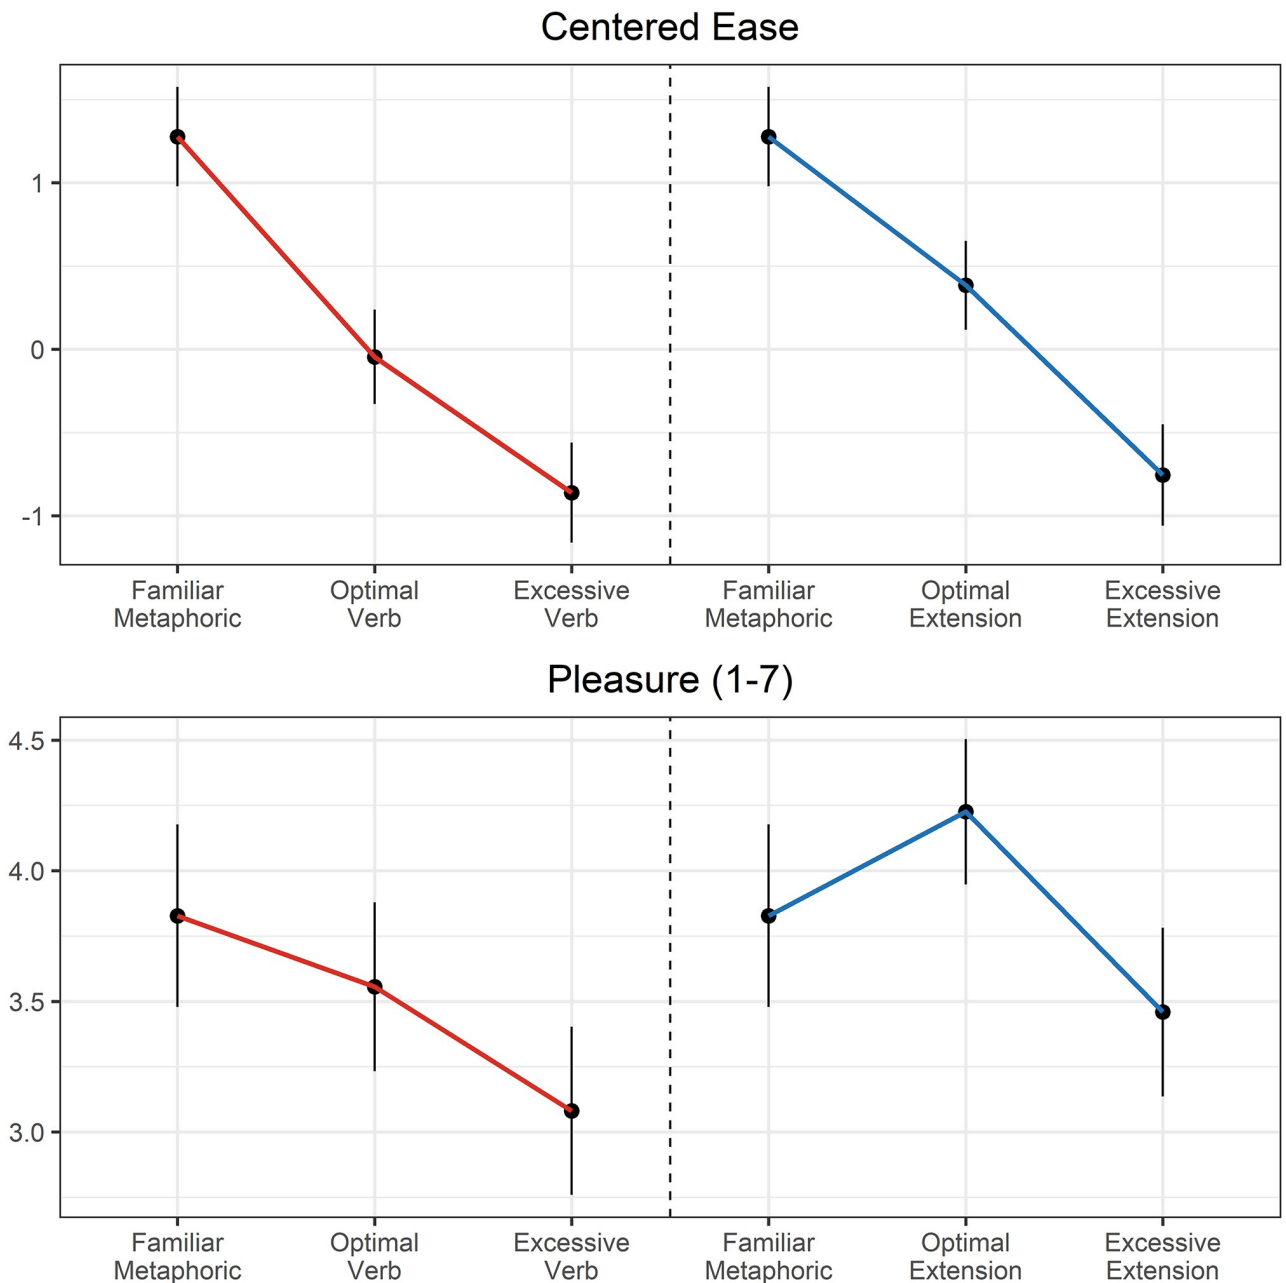 Centered Ease
1
0
-1
Familiar Metaphoric
Optimal Verb
Excessive Verb
Familiar Metaphoric
Optimal Extension
Excessive Extension
Pleasure (1-7)
4.5
4.0
3.5
3.0
Familiar Metaphoric
Optimal Verb
Excessive Verb
Familiar Metaphoric
Optimal Extension
Excessive Extension